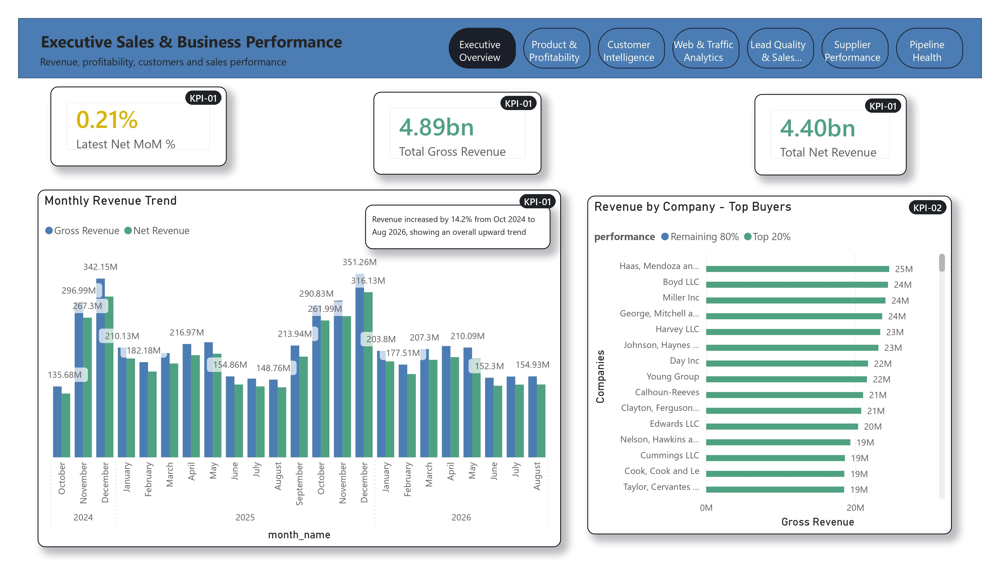 Executive Sales & Business Performance
Revenue, profitability, customers and sales performance
Executive
Overview
Product &
Profitability
Customer
Intelligence
Web & Traffic
Analytics
Lead Quality
& Sales...
Supplier
Performance
Pipeline
Health
KPI-01
0.21%
Latest Net MoM %
KPI-01
4.89bn
Total Gross Revenue
KPI-01
4.40bn
Total Net Revenue
Monthly Revenue Trend
KPI-01
Revenue increased by 14.2% from Oct 2024 to
Aug 2026, showing an overall upward trend
Gross Revenue
Net Revenue
135.68M
296.99M
267.3M
342.15M
210.13M
182.18M
216.97M
154.86M
148.76M
213.94M
290.83M
261.99M
351.26M
316.13M
203.8M
177.51M
207.3M
210.09M
152.3M
154.93M
October
November
December
January
February
March
April
May
June
July
August
September
October
November
December
January
February
March
April
May
June
July
August
2024
2025
2026
month_name
Revenue by Company - Top Buyers
KPI-02
performance
Remaining 80%
Top 20%
Companies
Haas, Mendoza an... 25M
Boyd LLC 24M
Miller Inc 24M
George, Mitchell a... 24M
Harvey LLC 23M
Johnson, Haynes ... 23M
Day Inc 22M
Young Group 22M
Calhoun-Reeves 21M
Clayton, Ferguson... 21M
Edwards LLC 20M
Nelson, Hawkins a... 19M
Cummings LLC 19M
Cook, Cook and Le 19M
Taylor, Cervantes ... 19M
0M
20M
Gross Revenue